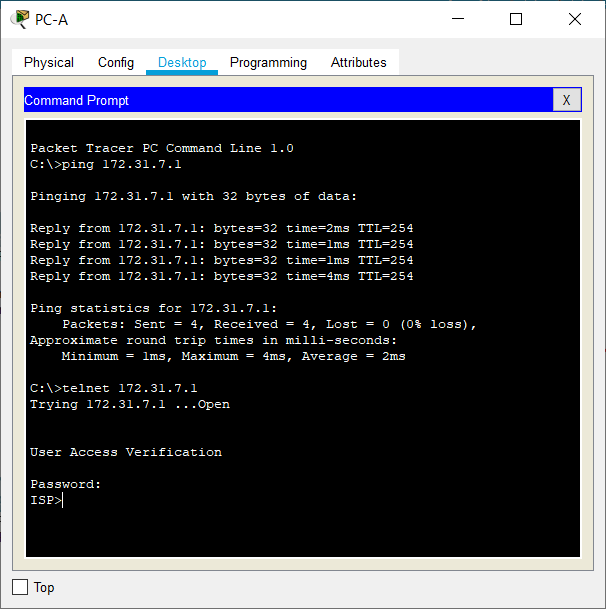 PC-A
Physical Config Desktop Programming Attributes
Command Prompt X
Packet Tracer PC Command Line 1.0
C:\>ping 172.31.7.1
Pinging 172.31.7.1 with 32 bytes of data:
Reply from 172.31.7.1: bytes=32 time=2ms TTL=254
Reply from 172.31.7.1: bytes=32 time=1ms TTL=254
Reply from 172.31.7.1: bytes=32 time=1ms TTL=254
Reply from 172.31.7.1: bytes=32 time=4ms TTL=254
Ping statistics for 172.31.7.1:
Packets: Sent = 4, Received = 4, Lost = 0 (0% loss),
Approximate round trip times in milli-seconds:
Minimum = 1ms, Maximum = 4ms, Average = 2ms
C:\>telnet 172.31.7.1
Trying 172.31.7.1 ...Open
User Access Verification
Password:
ISP>
Top